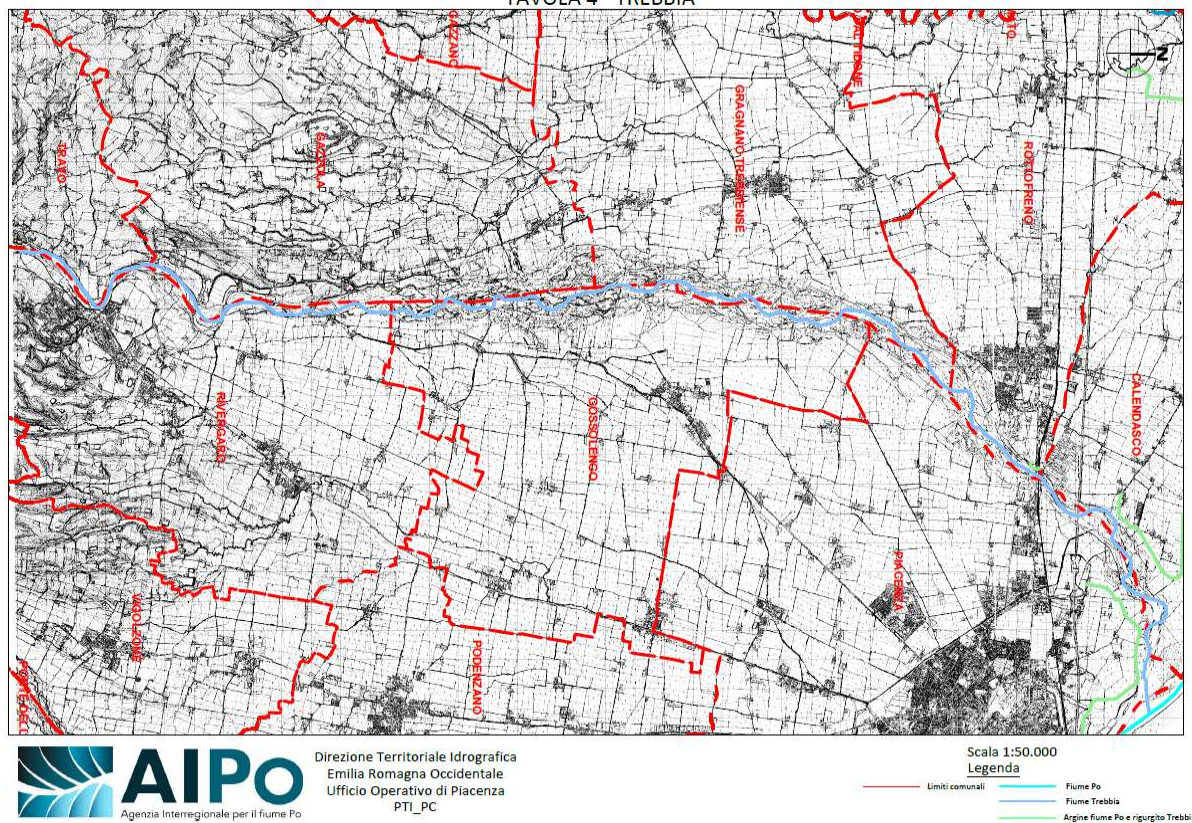 TAVOLA 4 - TREBBIA
GAZZANO
N
TRAVO
GAZZOLA
GRAGNANO TREBBIENSE
ROTTOFRENO
CALENDASCO
RIVERGARO
GOSSOLENGO
PIACENZA
VIGOLZONE
PODENZANO
AIPo
Agenzia Interregionale per il fiume Po
Direzione Territoriale Idrografica
Emilia Romagna Occidentale
Ufficio Operativo di Piacenza
PTI_PC
Scala 1:50.000
Legenda
Limiti comunali
Fiume Po
Fiume Trebbia
Argine fiume Po e rigurgito Trebbi